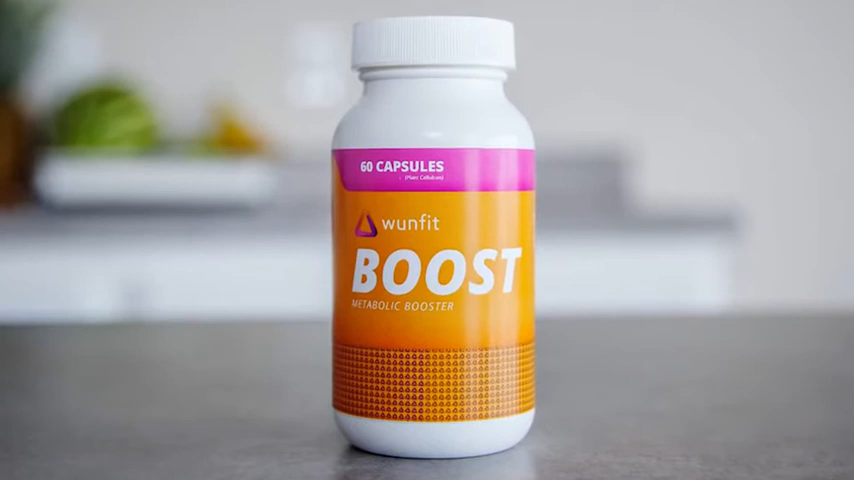 60 CAPSULES
(Plant Cellulose)
wunfit
BOOST
METABOLIC BOOSTER